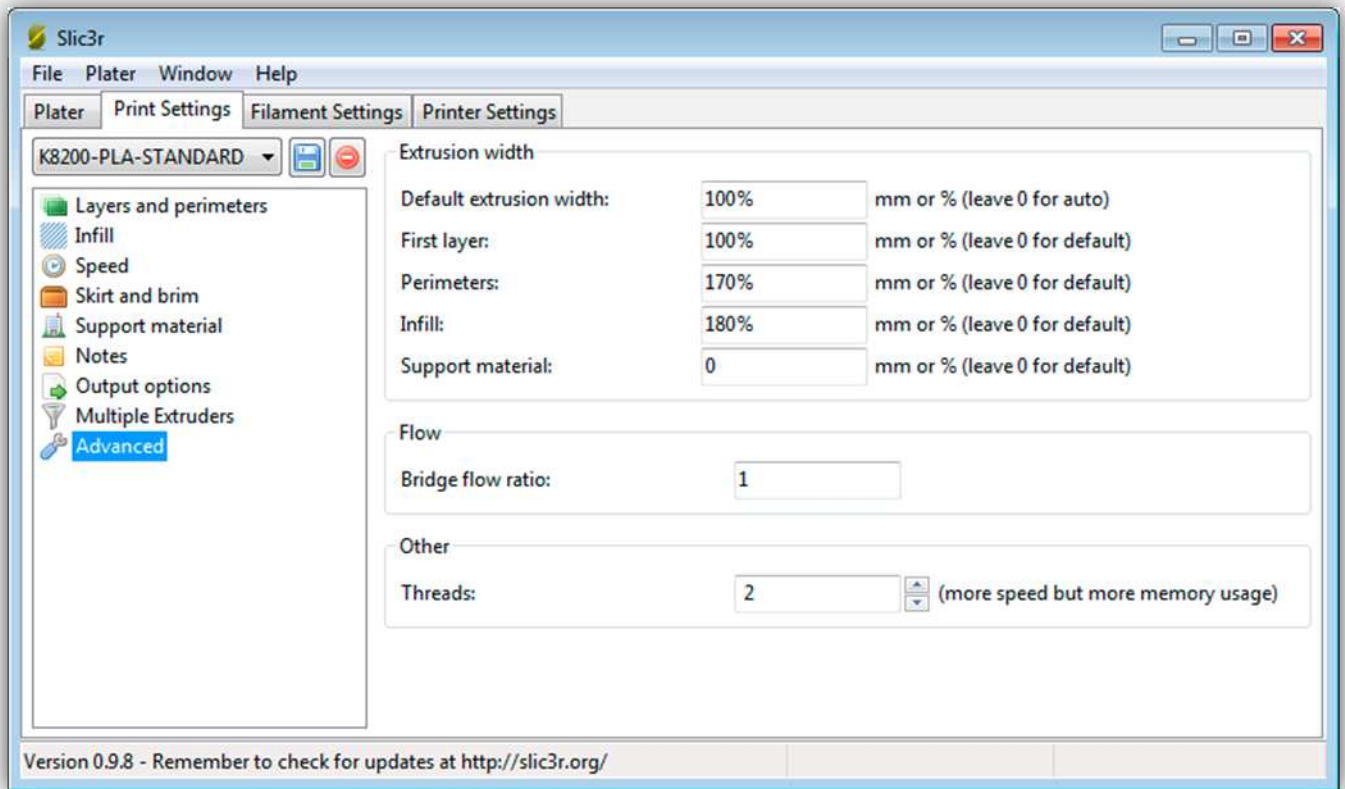 Slic3r
File Plater Window Help
Plater Print Settings Filament Settings Printer Settings
K8200-PLA-STANDARD
Layers and perimeters
Infill
Speed
Skirt and brim
Support material
Notes
Output options
Multiple Extruders
Advanced
Extrusion width
Default extrusion width: 100% mm or % (leave 0 for auto)
First layer: 100% mm or % (leave 0 for default)
Perimeters: 170% mm or % (leave 0 for default)
Infill: 180% mm or % (leave 0 for default)
Support material: 0 mm or % (leave 0 for default)
Flow
Bridge flow ratio: 1
Other
Threads: 2 (more speed but more memory usage)
Version 0.9.8 - Remember to check for updates at http://slic3r.org/